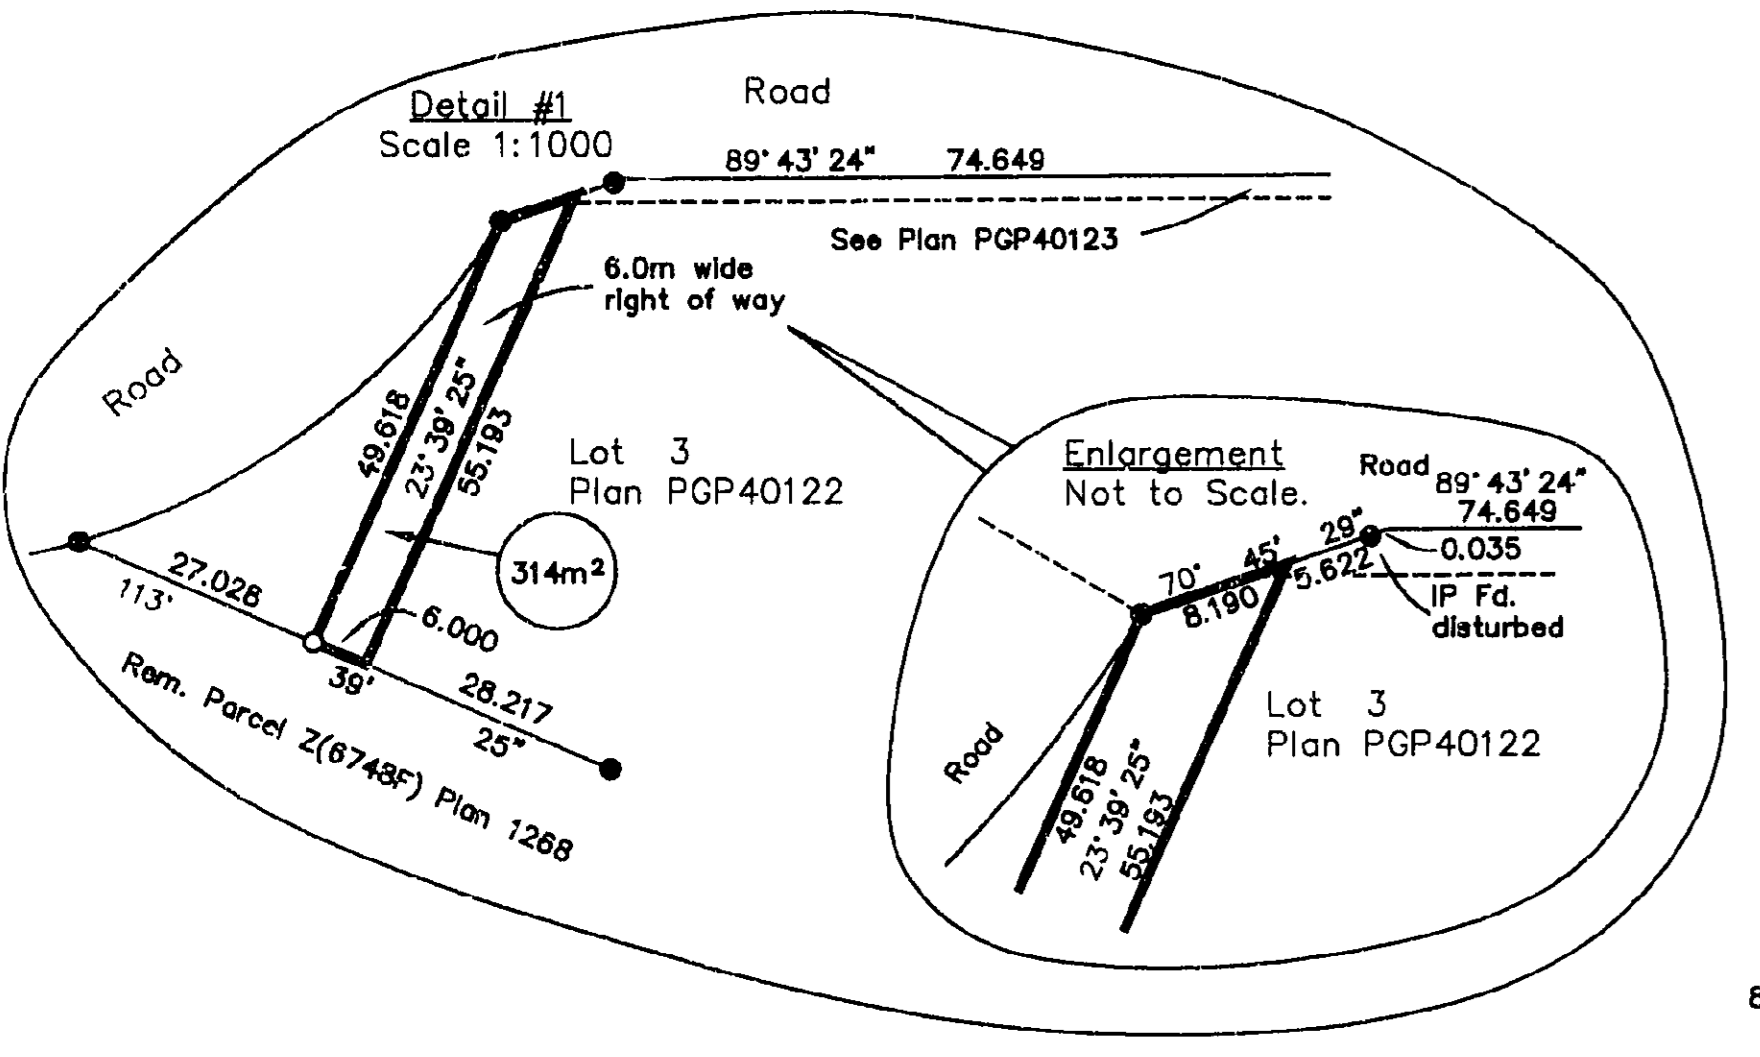 Detail #1
Scale 1:1000
Road
89°43'24" 74.649
See Plan PGP40123
6.0m wide
right of way
Road
49.618
23°39'25"
55.193
Lot 3
Plan PGP40122
314m²
27.028
113°
6.000
39'
28.217
25"
Rem. Parcel Z(6748F) Plan 1268
Enlargement
Not to Scale.
Road
89°43'24"
74.649
0.035
70° 45' 29"
8.190
5.622
IP Fd.
disturbed
Road
49.618
23°39'25"
55.193
Lot 3
Plan PGP40122
8